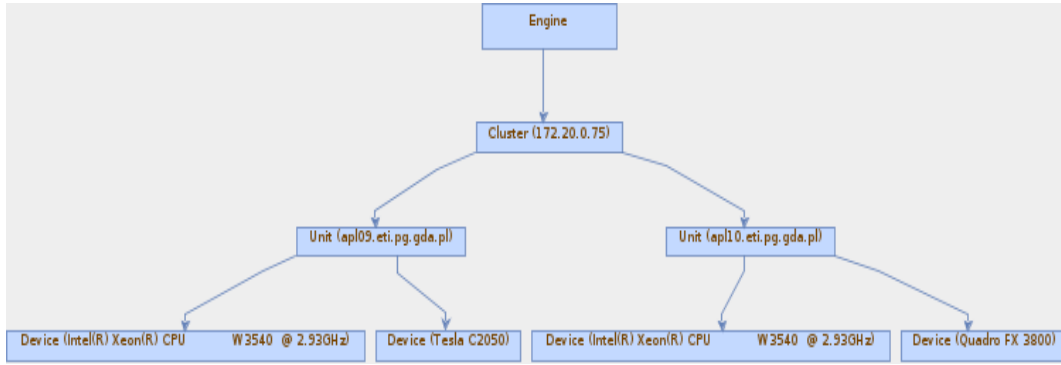 Engine
Cluster (172.20.0.75)
Unit (apl09.eti.pg.gda.pl)
Unit (apl10.eti.pg.gda.pl)
Device (Intel(R) Xeon(R) CPU W3540 @ 2.93GHz)
Device (Tesla C2050)
Device (Intel(R) Xeon(R) CPU W3540 @ 2.93GHz)
Device (Quadro FX 3800)